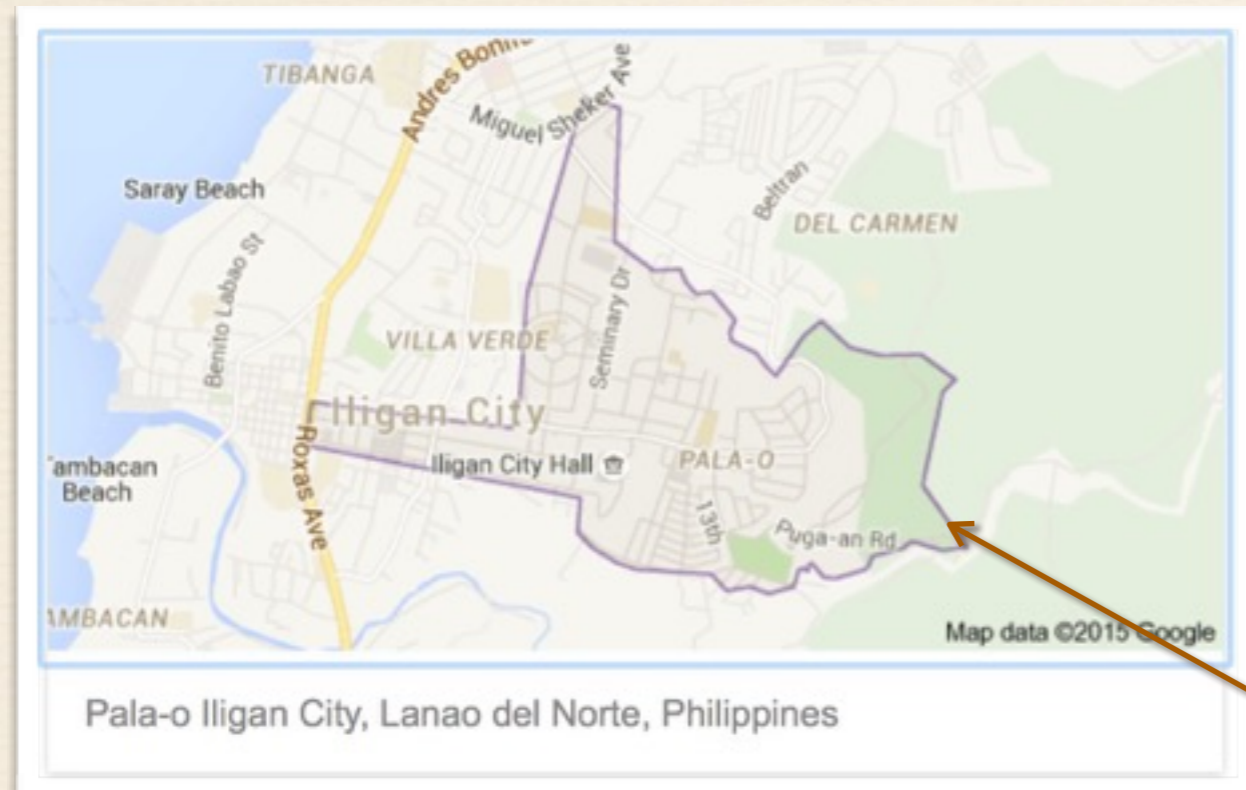 TIBANGA
Andres Bonifa
Miguel Sheker Ave
Saray Beach
Beltran
DEL CARMEN
Benito Labao St
VILLA VERDE
Seminary Dr
Iligan City
Roxas Ave
Iligan City Hall
PALA-O
ambacan
Beach
13th
Puga-an Rd
AMBACAN
Map data ©2015 Google
Pala-o Iligan City, Lanao del Norte, Philippines